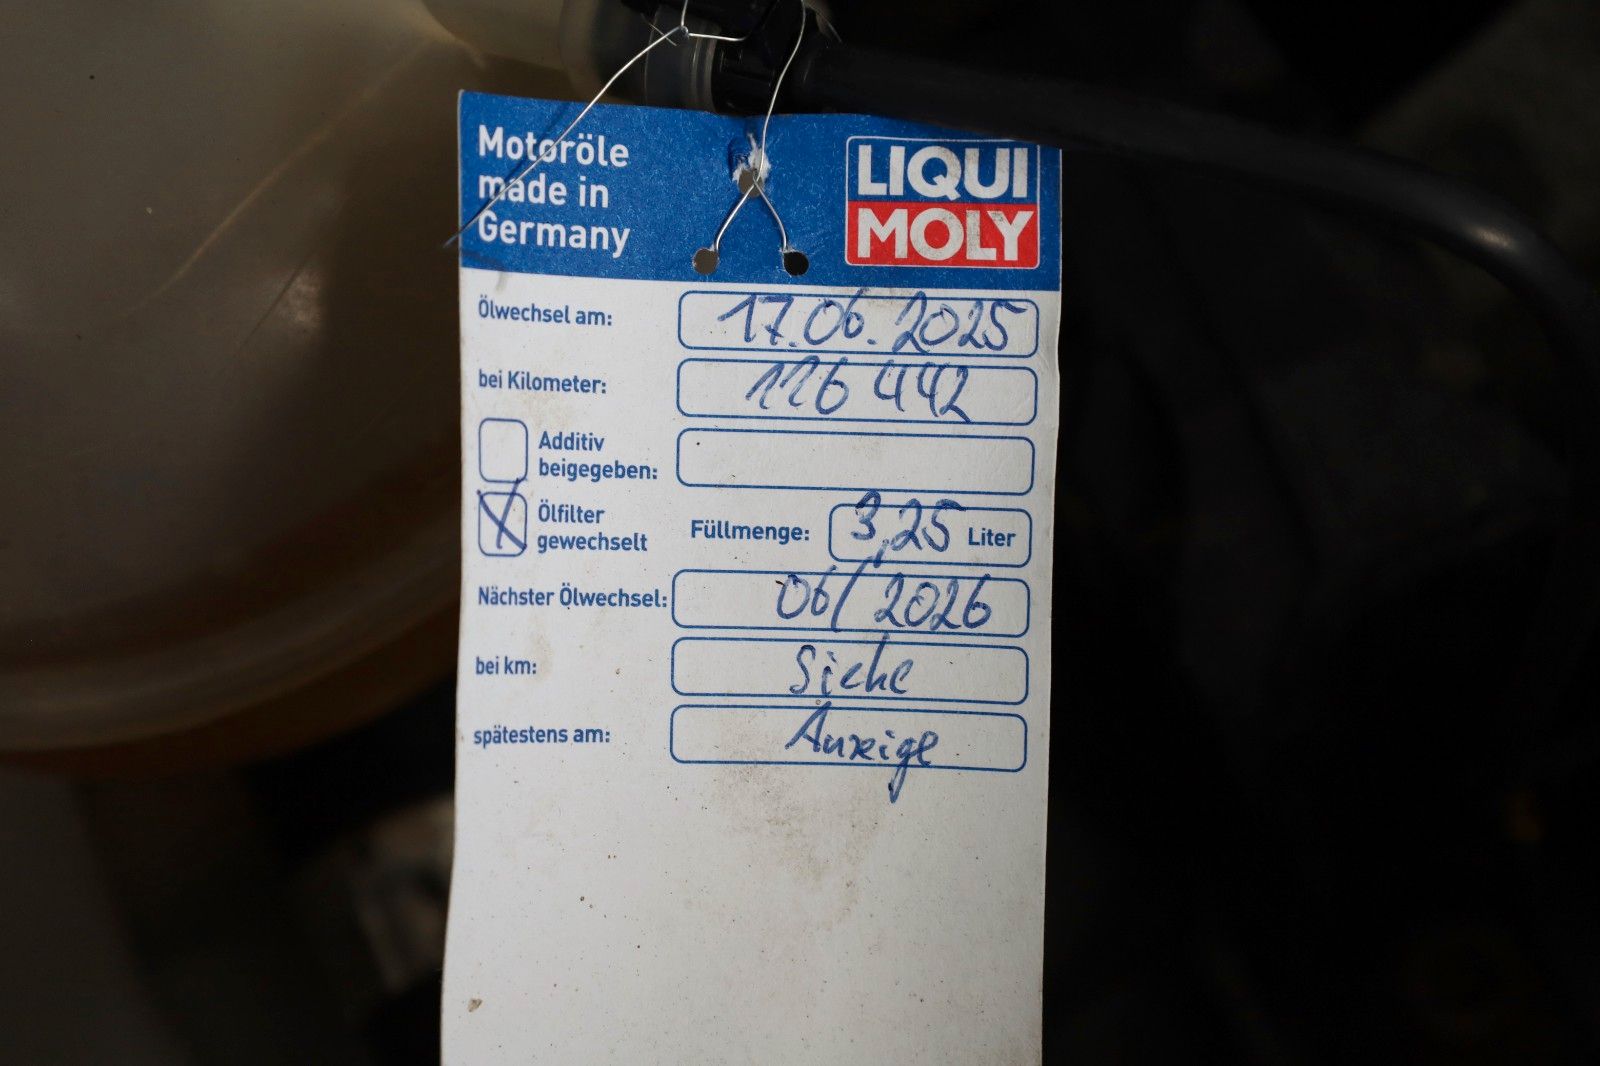 Motoröle
made in
Germany
LIQUI
MOLY
Ölwechsel am: 17.06.2025
bei Kilometer: 126 442
Additiv
beigegeben:
Ölfilter
gewechselt
Füllmenge: 3,25 Liter
Nächster Ölwechsel: 06/2026
bei km: Siehe
spätestens am: Anzeige